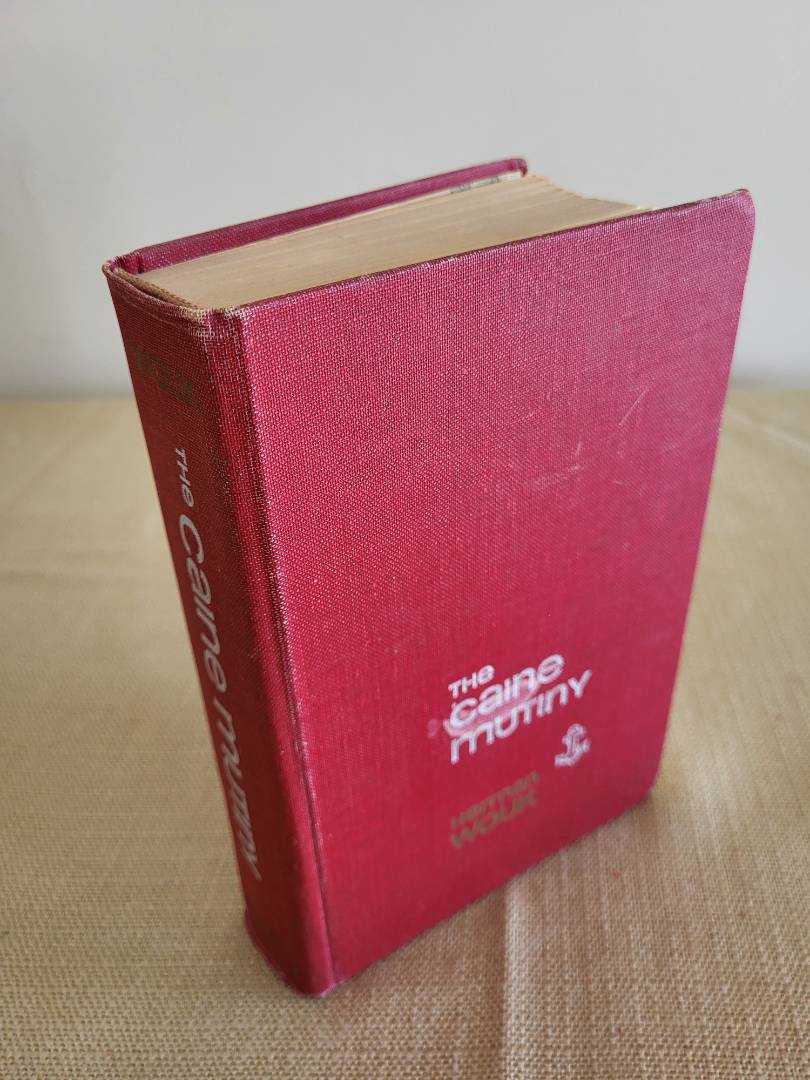 THE Caine MUTINY
THE
Caine
MUTINY
Herman
WOUK